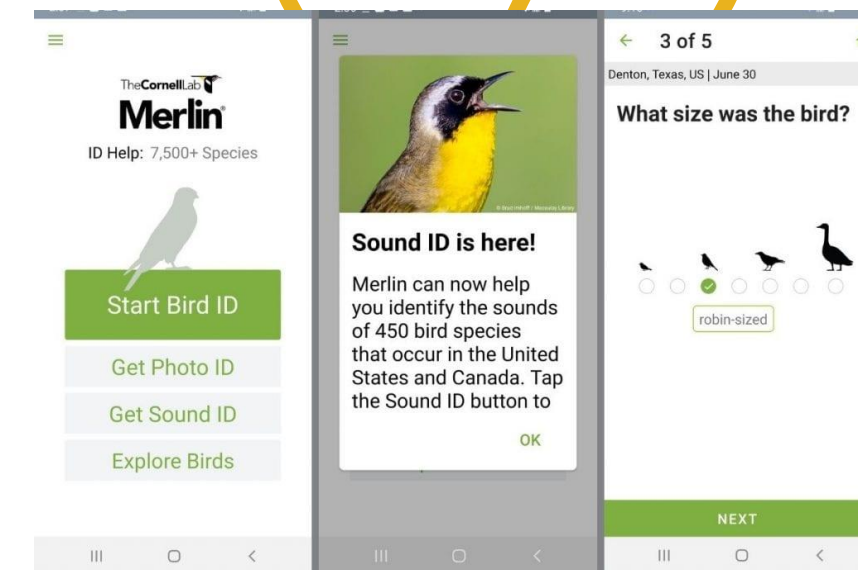 TheCornellLab
Merlin
ID Help: 7,500+ Species
Start Bird ID
Get Photo ID
Get Sound ID
Explore Birds
Sound ID is here!
Merlin can now help
you identify the sounds
of 450 bird species
that occur in the United
States and Canada. Tap
the Sound ID button to
OK
3 of 5
Denton, Texas, US | June 30
What size was the bird?
robin-sized
NEXT